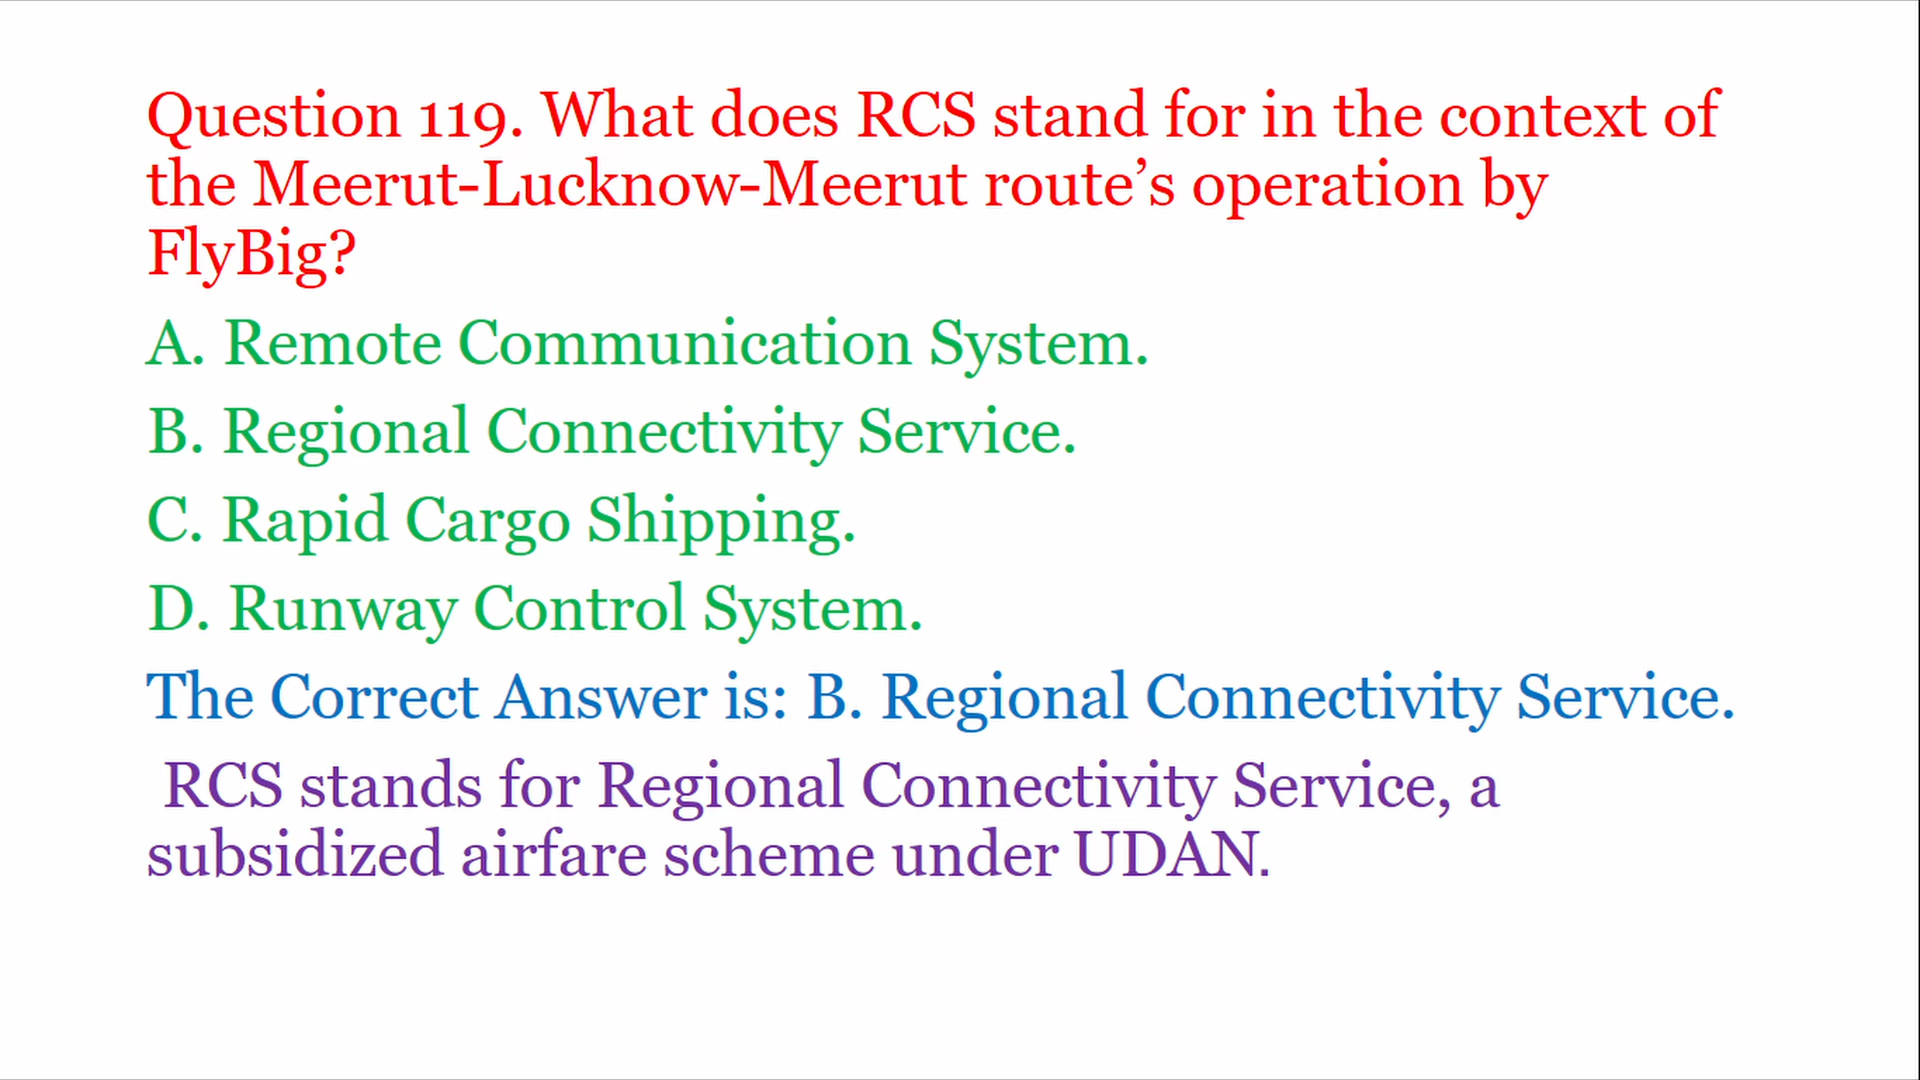 Question 119. What does RCS stand for in the context of
the Meerut-Lucknow-Meerut route’s operation by
FlyBig?
A. Remote Communication System.
B. Regional Connectivity Service.
C. Rapid Cargo Shipping.
D. Runway Control System.
The Correct Answer is: B. Regional Connectivity Service.
RCS stands for Regional Connectivity Service, a
subsidized airfare scheme under UDAN.